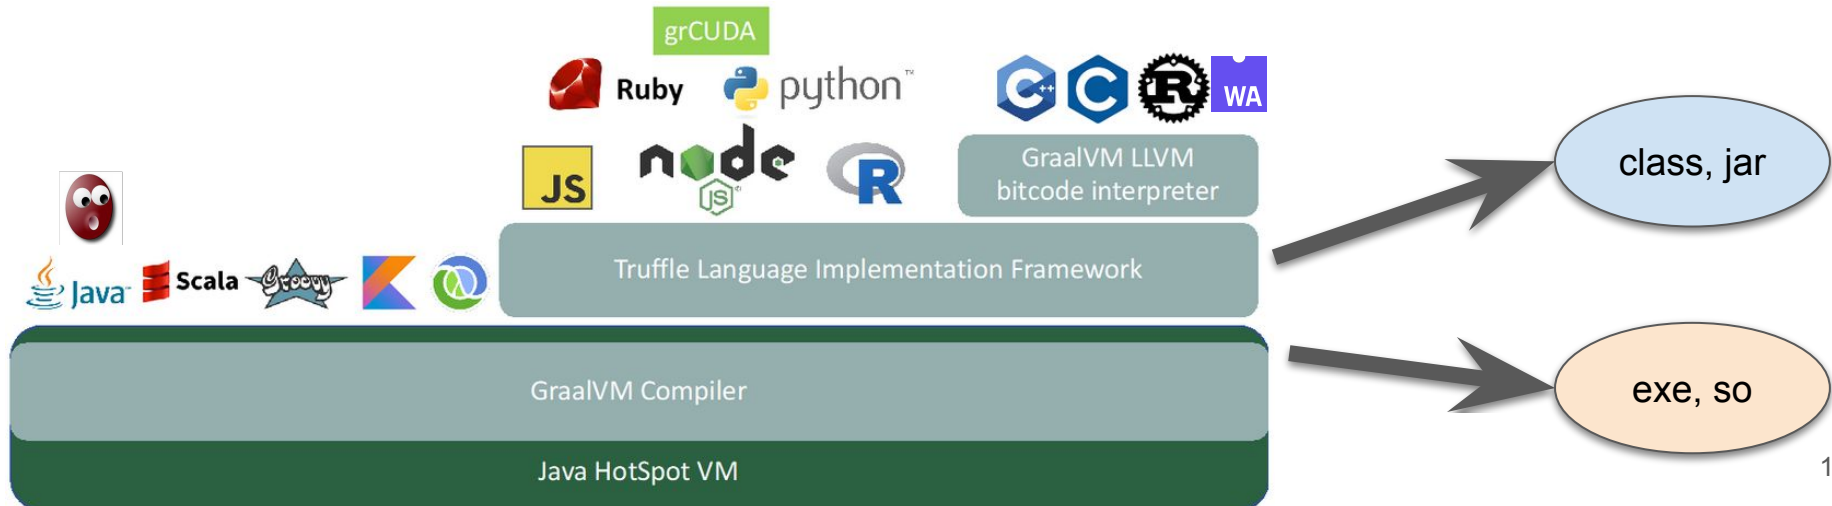 grCUDA
Ruby
python™
C++
C
R
WA
JS
node
JS
R
GraalVM LLVM
bitcode interpreter
class, jar
Truffle Language Implementation Framework
Java
Scala
Groovy
GraalVM Compiler
exe, so
Java HotSpot VM
1